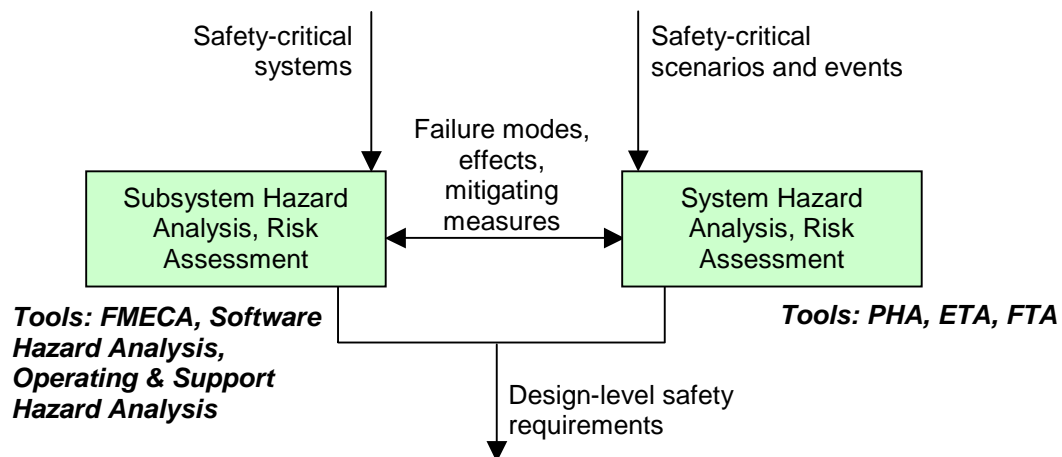 Safety-critical
systems
Safety-critical
scenarios and events
Failure modes,
effects,
mitigating
measures
Subsystem Hazard
Analysis, Risk
Assessment
System Hazard
Analysis, Risk
Assessment
Tools: FMECA, Software
Hazard Analysis,
Operating & Support
Hazard Analysis
Tools: PHA, ETA, FTA
Design-level safety
requirements